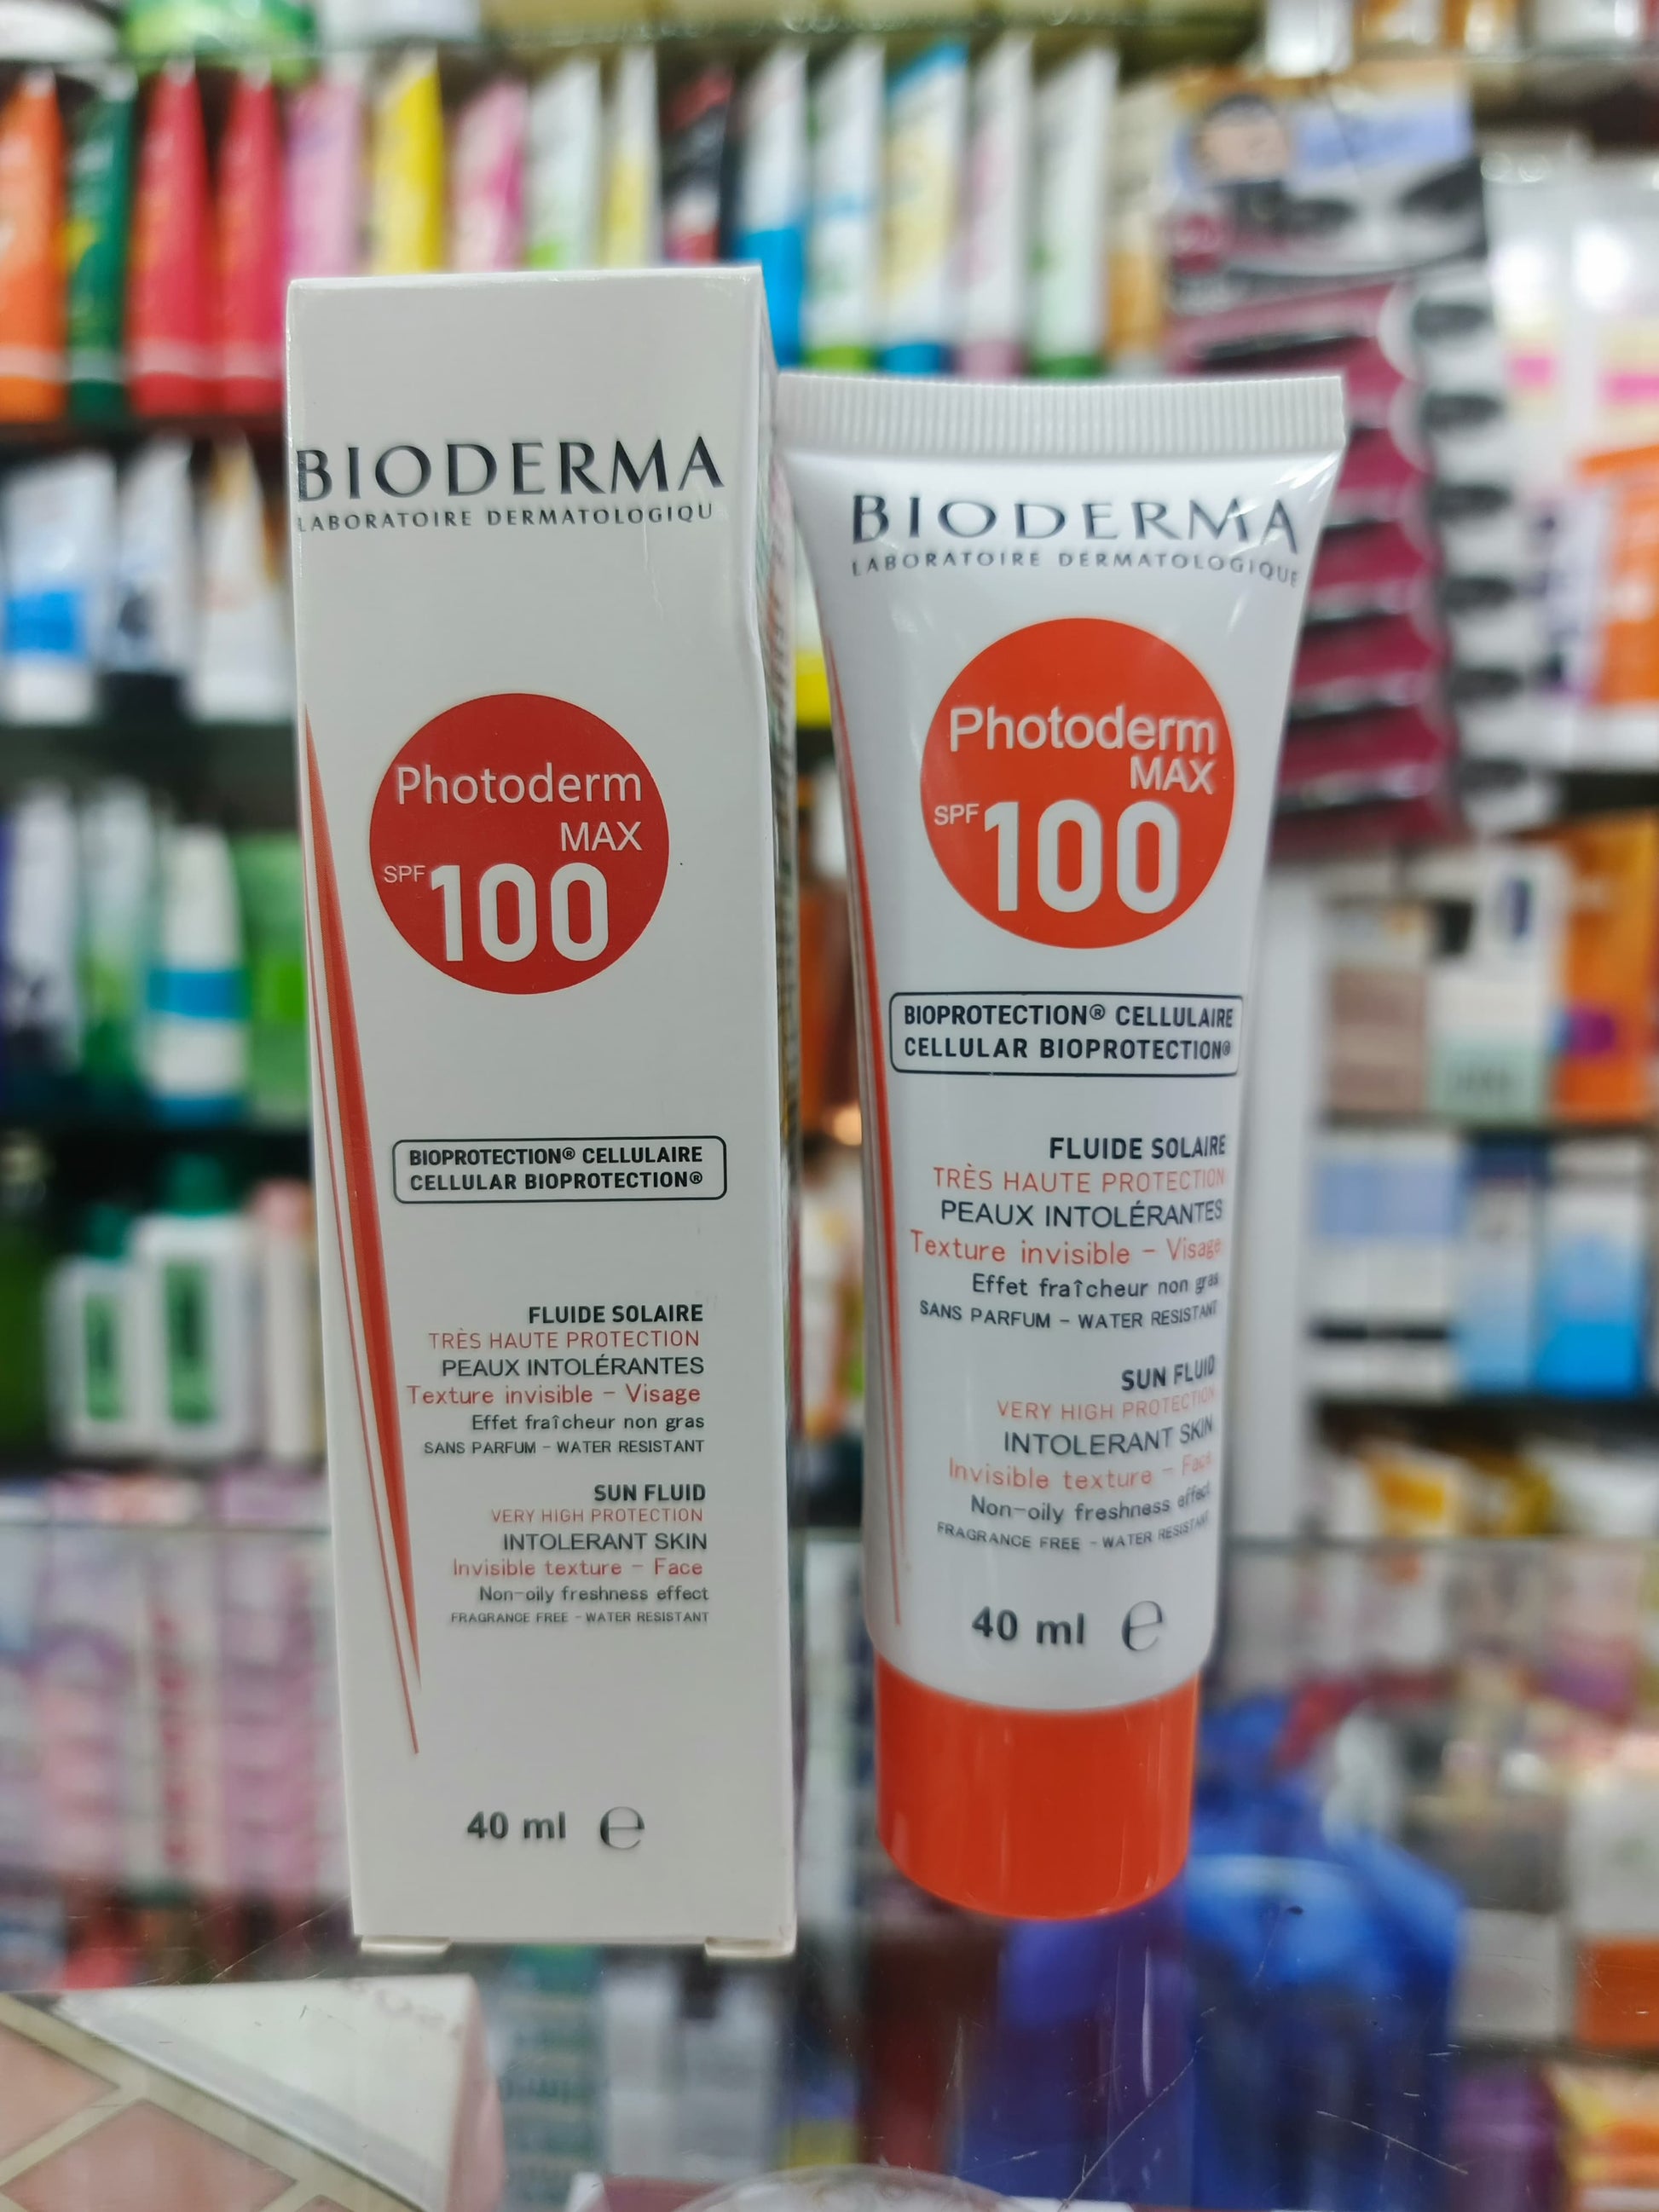 BIODERMA
LABORATOIRE DERMATOLOGIQU
Photoderm
MAX
SPF 100
BIOPROTECTION® CELLULAIRE
CELLULAR BIOPROTECTION®
FLUIDE SOLAIRE
TRÈS HAUTE PROTECTION
PEAUX INTOLÉRANTES
Texture invisible - Visage
Effet fraîcheur non gras
SANS PARFUM - WATER RESISTANT
SUN FLUID
VERY HIGH PROTECTION
INTOLERANT SKIN
Invisible texture - Face
Non-oily freshness effect
FRAGRANCE FREE - WATER RESISTANT
40 ml ℮
BIODERMA
LABORATOIRE DERMATOLOGIQUE
Photoderm
MAX
SPF 100
BIOPROTECTION® CELLULAIRE
CELLULAR BIOPROTECTION®
FLUIDE SOLAIRE
TRÈS HAUTE PROTECTION
PEAUX INTOLÉRANTES
Texture invisible - Visage
Effet fraîcheur non gras
SANS PARFUM - WATER RESISTANT
SUN FLUID
VERY HIGH PROTECTION
INTOLERANT SKIN
Invisible texture - Face
Non-oily freshness effect
FRAGRANCE FREE - WATER RESISTANT
40 ml ℮